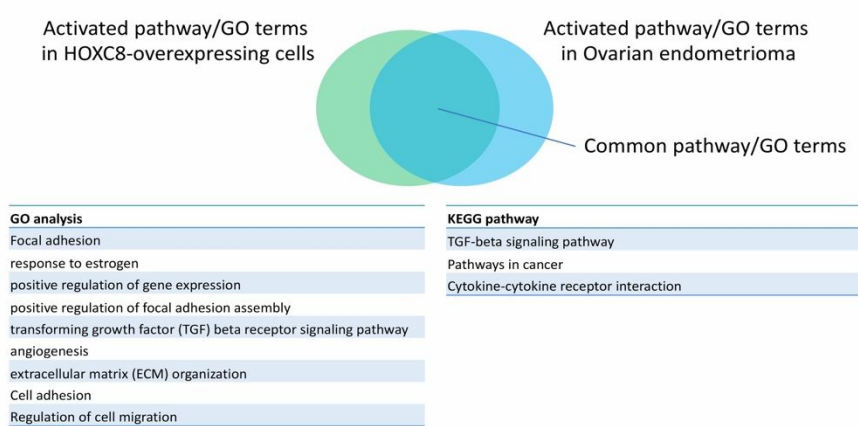 Activated pathway/GO terms
in HOXC8-overexpressing cells
Activated pathway/GO terms
in Ovarian endometrioma
Common pathway/GO terms
GO analysis
Focal adhesion
response to estrogen
positive regulation of gene expression
positive regulation of focal adhesion assembly
transforming growth factor (TGF) beta receptor signaling pathway
angiogenesis
extracellular matrix (ECM) organization
Cell adhesion
Regulation of cell migration
KEGG pathway
TGF-beta signaling pathway
Pathways in cancer
Cytokine-cytokine receptor interaction